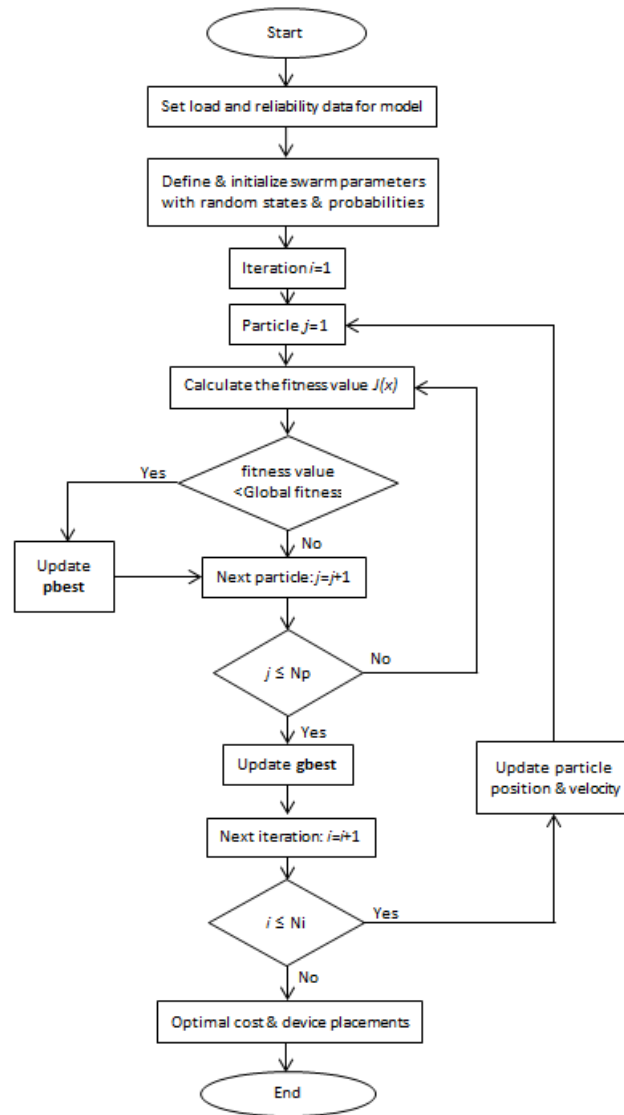 Start
Set load and reliability data for model
Define & initialize swarm parameters
with random states & probabilities
Iteration i=1
Particle j=1
Calculate the fitness value J(x)
Yes
fitness value
<Global fitness
No
Update
pbest
Next particle: j=j+1
j ≤ Np
No
Yes
Update gbest
Update particle
position & velocity
Next iteration: i=i+1
i ≤ Ni
Yes
No
Optimal cost & device placements
End